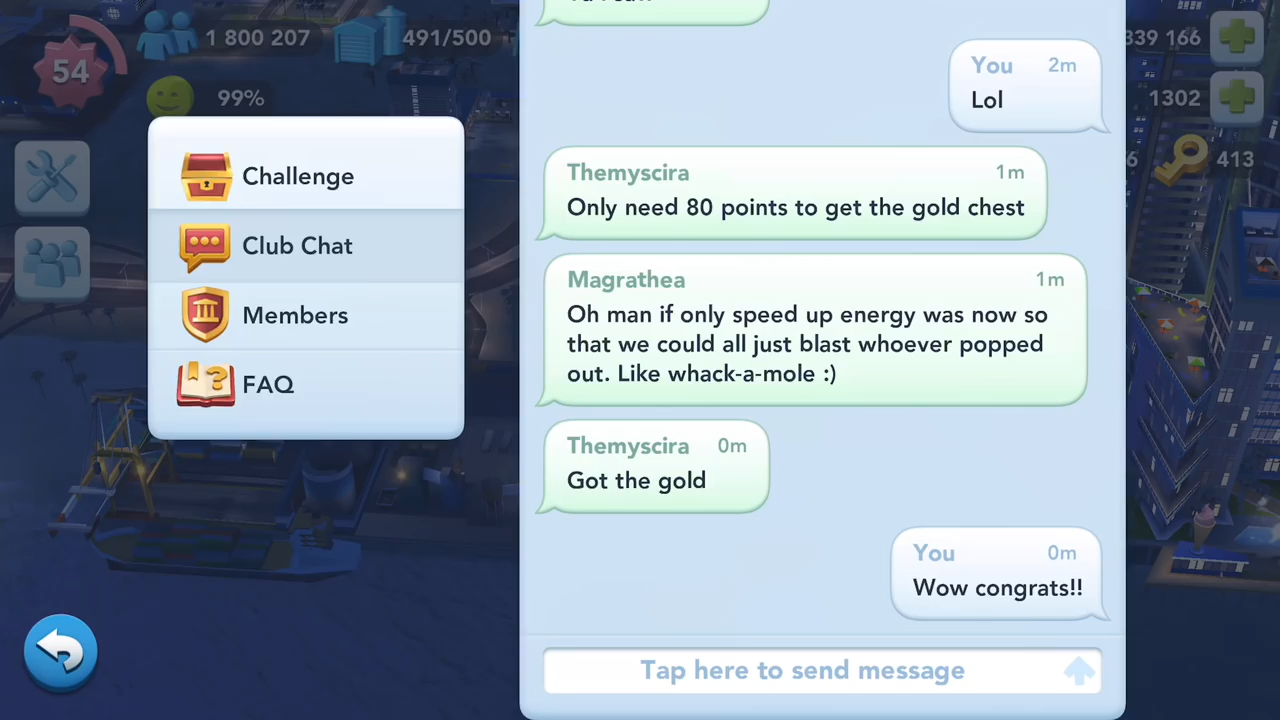 54
1 800 207
491/500
99%
339 166
1302
413
Challenge
Club Chat
Members
FAQ
You 2m
Lol
Themyscira 1m
Only need 80 points to get the gold chest
Magrathea 1m
Oh man if only speed up energy was now so
that we could all just blast whoever popped
out. Like whack-a-mole :)
Themyscira 0m
Got the gold
You 0m
Wow congrats!!
Tap here to send message